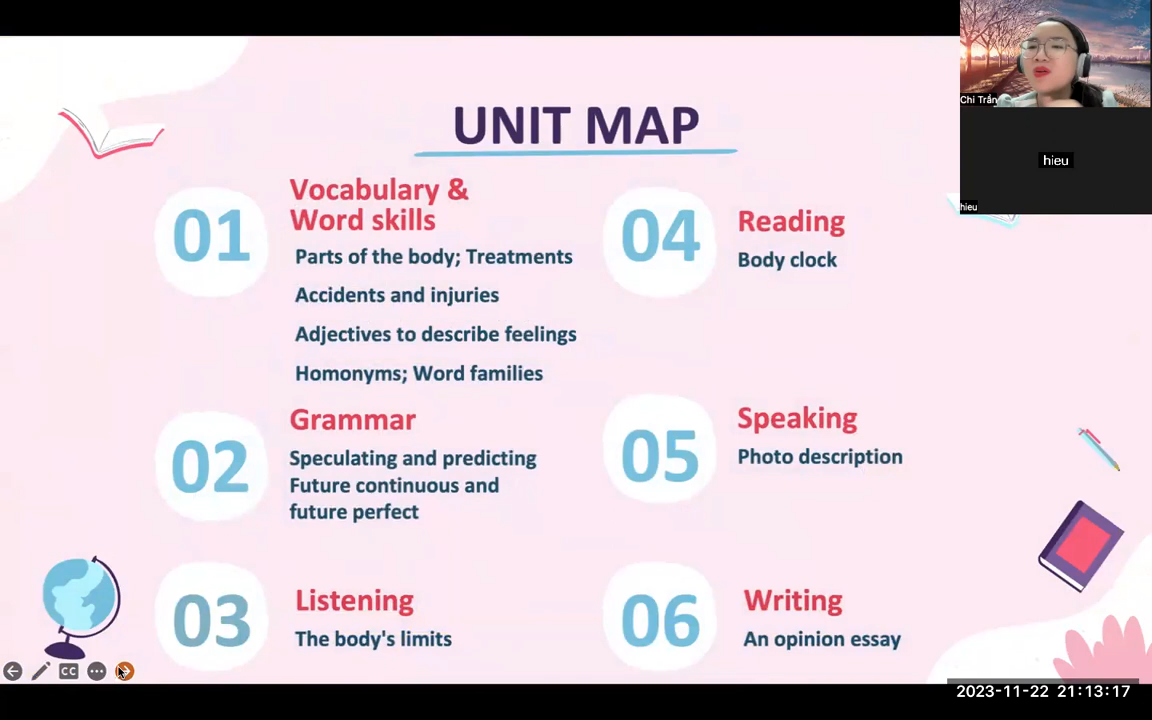 UNIT MAP
01
Vocabulary &
Word skills
Parts of the body; Treatments
Accidents and injuries
Adjectives to describe feelings
Homonyms; Word families
02
Grammar
Speculating and predicting
Future continuous and
future perfect
03
Listening
The body's limits
04
Reading
Body clock
05
Speaking
Photo description
06
Writing
An opinion essay
Chi Trần
hieu
hieu
CC
2023-11-22 21:13:17